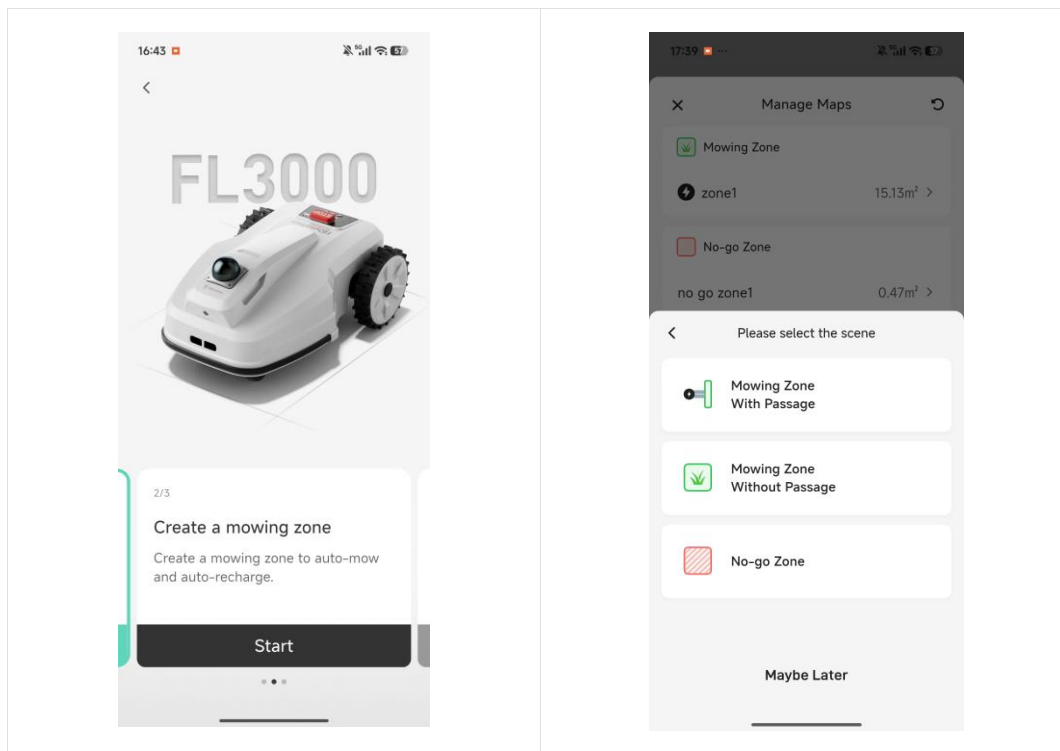 16:43
5G
57
FL3000
2/3
Create a mowing zone
Create a mowing zone to auto-mow
and auto-recharge.
Start
17:39
Manage Maps
Mowing Zone
zone1 15.13m²
No-go Zone
no go zone1 0.47m²
Please select the scene
Mowing Zone
With Passage
Mowing Zone
Without Passage
No-go Zone
Maybe Later